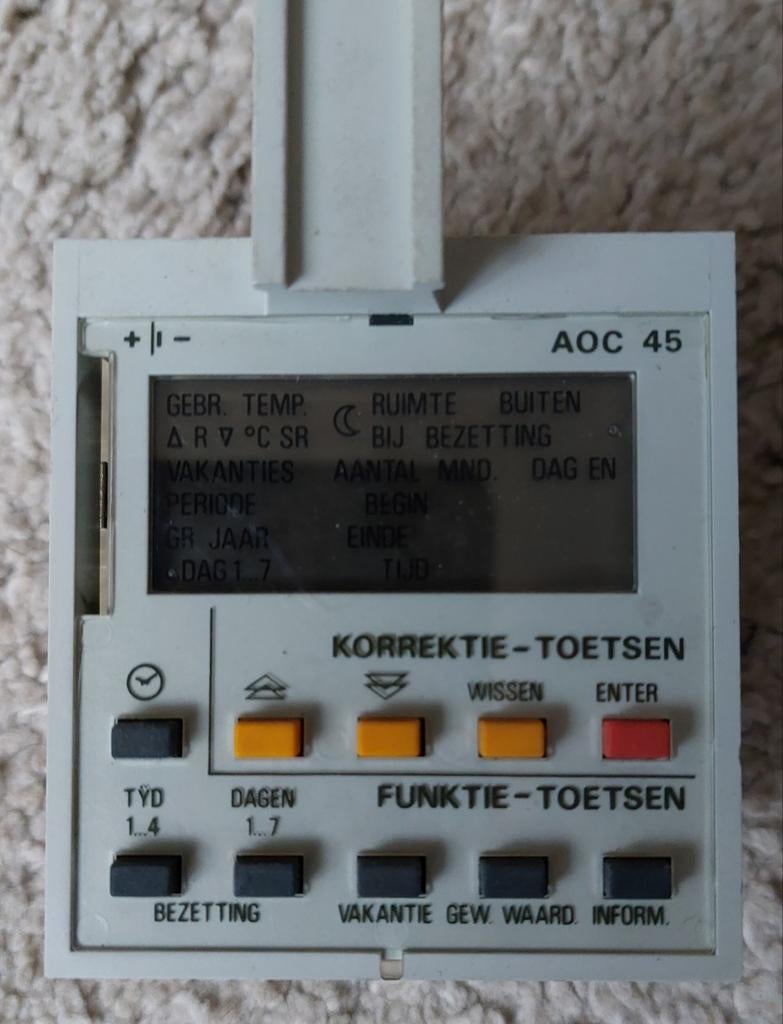 + | ı − AOC 45
GEBR. TEMP. RUIMTE BUITEN
∆ R ∇ °C SR BIJ BEZETTING
VAKANTIES AANTAL MND. DAG EN
PERIODE BEGIN
GR JAAR EINDE
DAG 1...7 TIJD
KORREKTIE-TOETSEN
WISSEN ENTER
FUNKTIE-TOETSEN
TŸD DAGEN
1...4 1...7
BEZETTING VAKANTIE GEW. WAARD. INFORM.